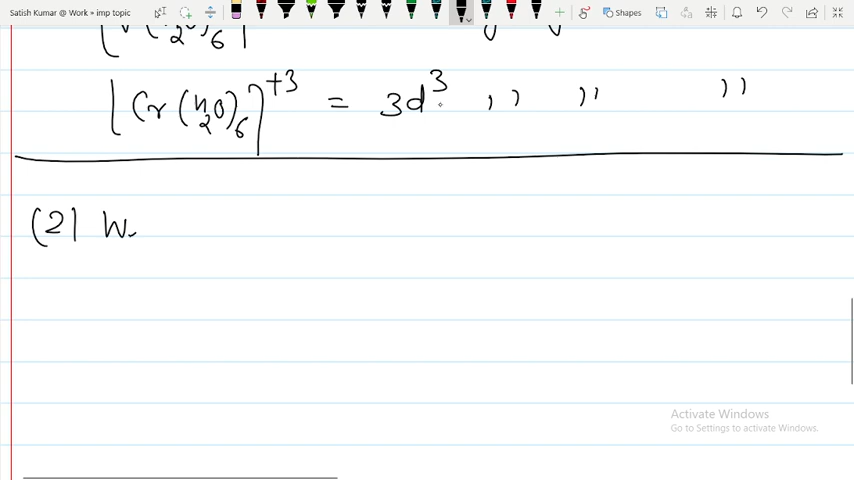 Satish Kumar @ Work » imp topic
Shapes
[Cr(H2O)6]+3 = 3d3 ,, ,, ,,
(2) W
Activate Windows
Go to Settings to activate Windows.